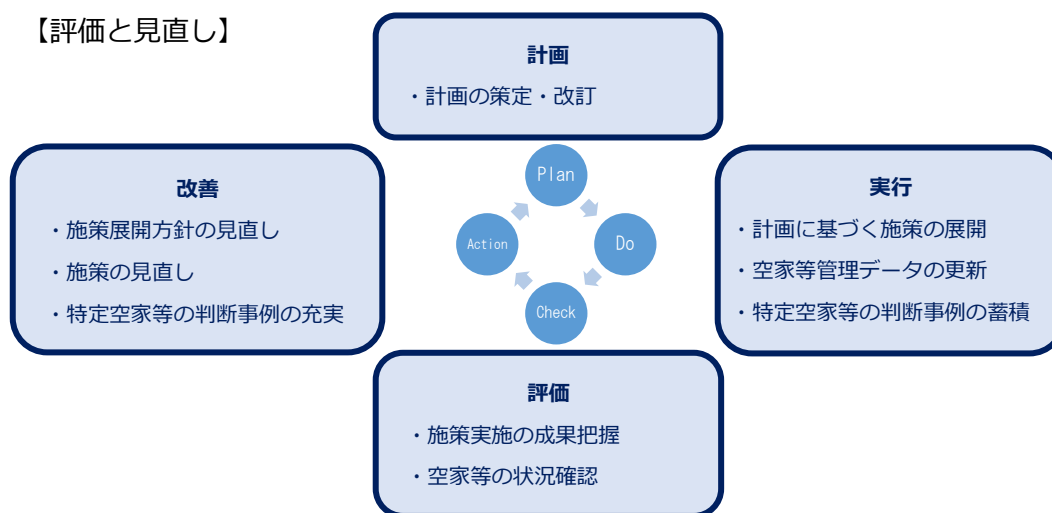 【評価と見直し】
計画
・計画の策定・改訂
Plan
Do
Check
Action
実行
・計画に基づく施策の展開
・空家等管理データの更新
・特定空家等の判断事例の蓄積
評価
・施策実施の成果把握
・空家等の状況確認
改善
・施策展開方針の見直し
・施策の見直し
・特定空家等の判断事例の充実